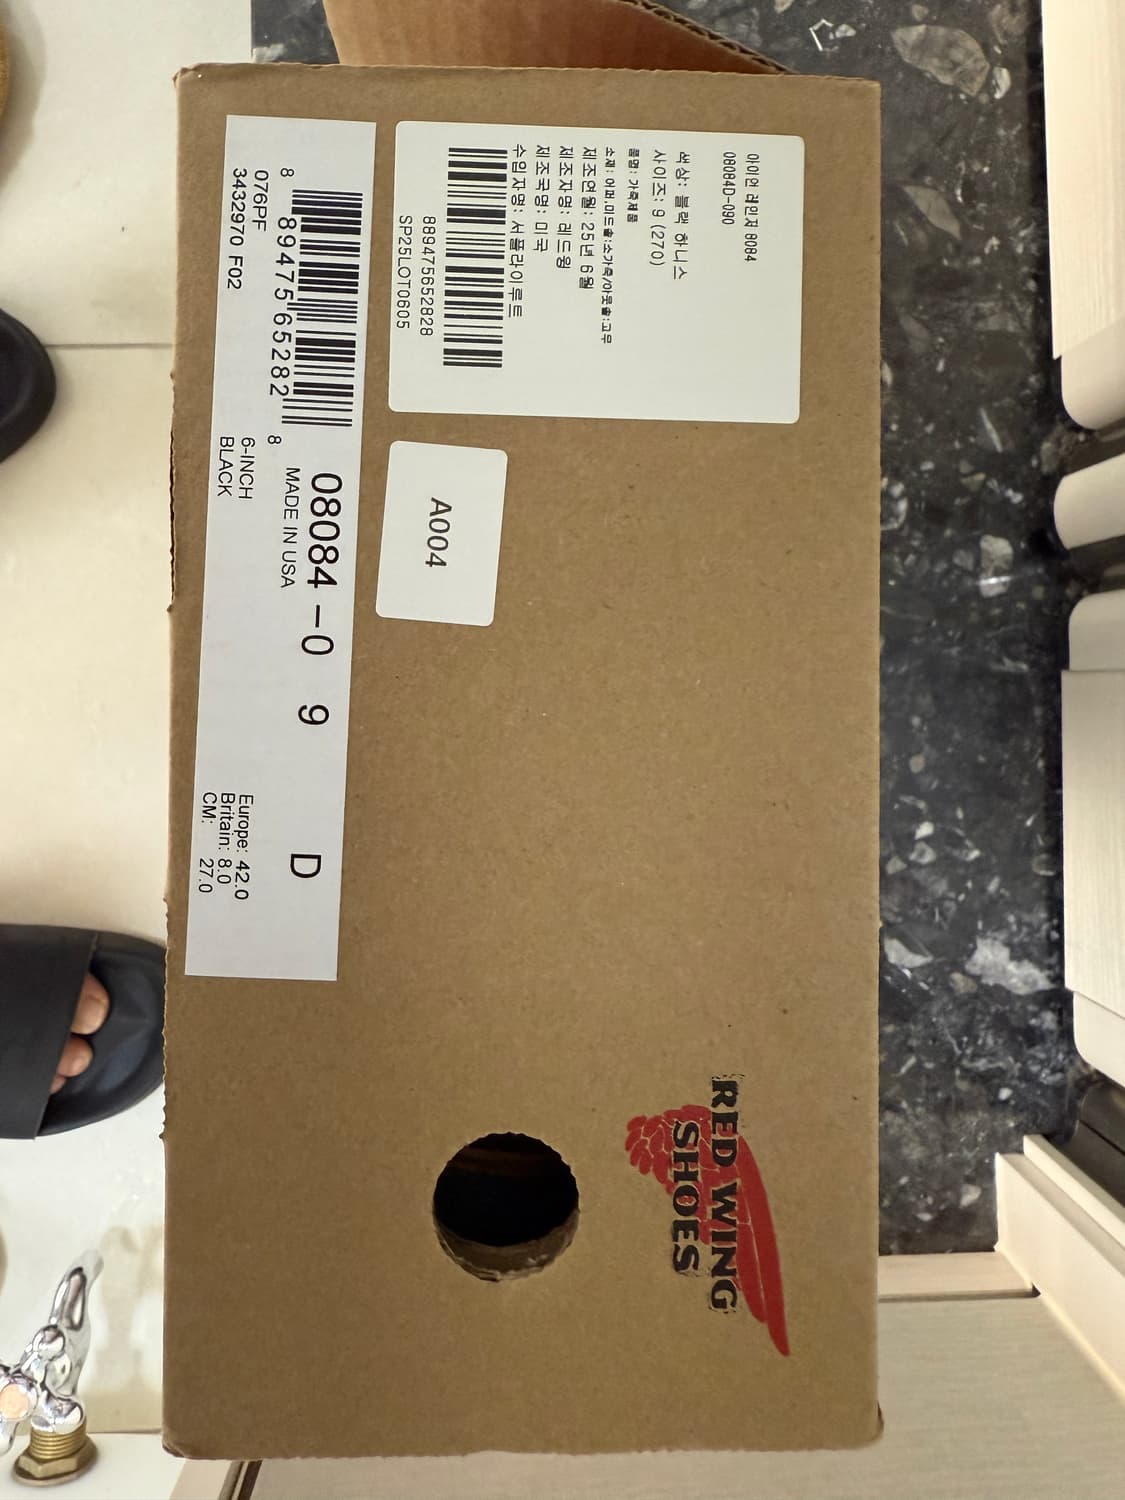 아이언 레인저 8084
08084D-090
색상: 블랙 하니스
사이즈: 9 (270)
품명: 가죽제품
소재: 어퍼,미드솔:소가죽/아웃솔:고무
제조연월: 25년 6월
제조자명: 레드윙
제조국명: 미국
수입자명: 서플라이루트
889475652828
SP25LOT0605
A004
8 89475 65282 8
076PF
3432970 F02
08084-0 9 D
MADE IN USA
6-INCH
BLACK
Europe: 42.0
Britain: 8.0
CM: 27.0
RED WING
SHOES